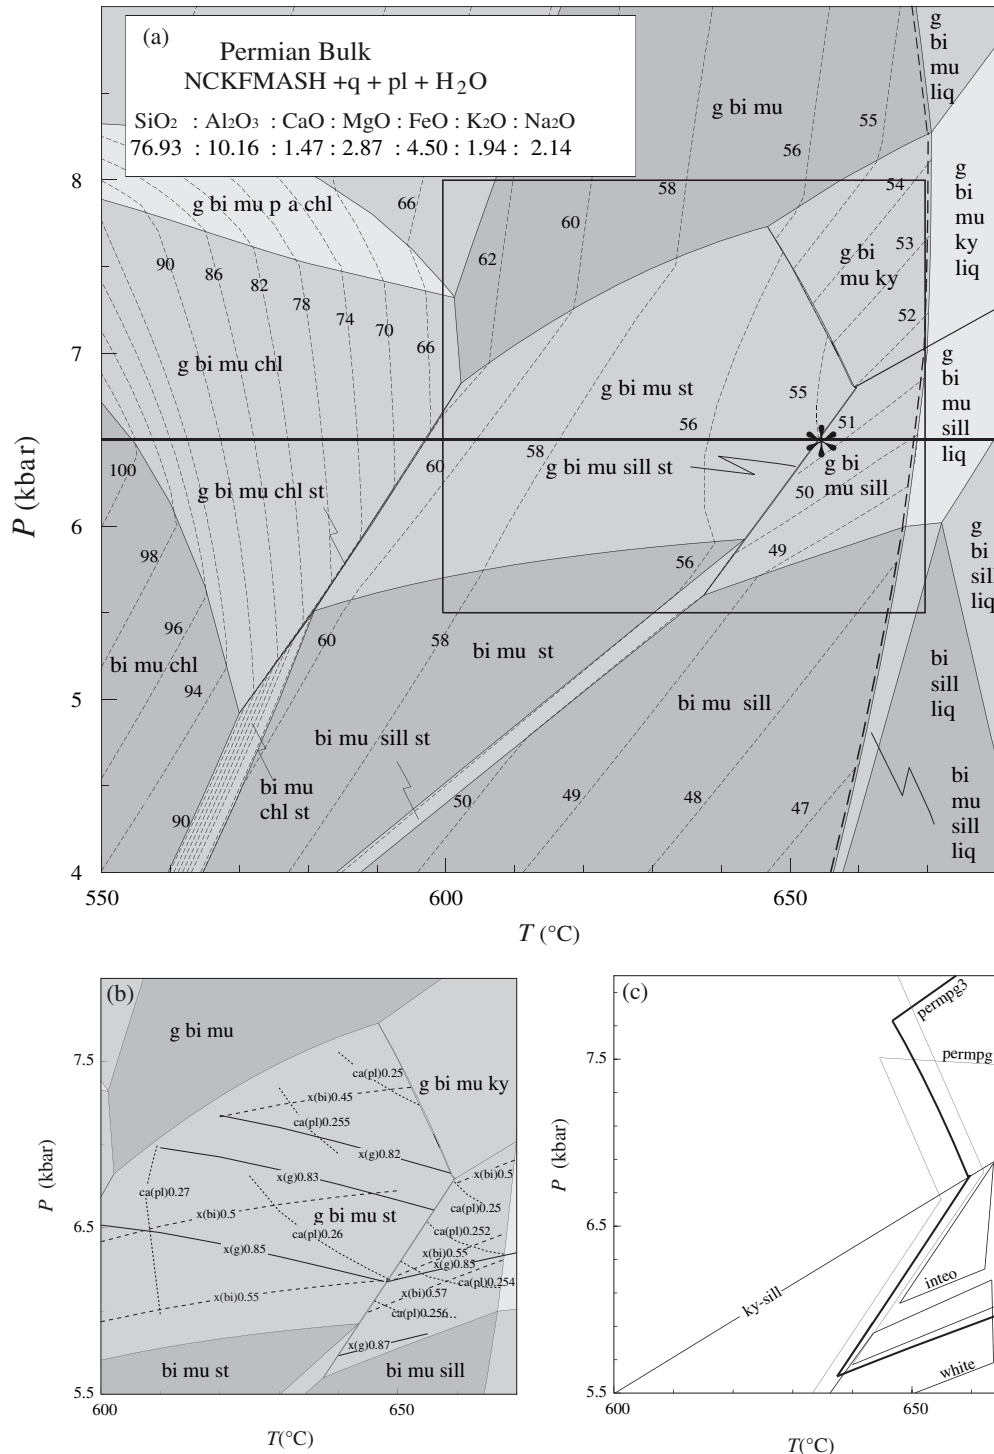 (a)
Permian Bulk
NCKFMASH +q + pl + H2O
SiO2 : Al2O3 : CaO : MgO : FeO : K2O : Na2O
76.93 : 10.16 : 1.47 : 2.87 : 4.50 : 1.94 : 2.14
g bi mu
g
bi
mu
liq
55
56
58
60
62
66
54
53
52
g bi mu p a chl
g bi
mu ky
g
bi
mu
ky
liq
90
86
82
78
74
70
66
g bi mu chl
g bi mu st
55
56
51
g
bi
mu
sill
liq
58
60
100
g bi mu chl st
g bi mu sill st
g bi
mu sill
50
49
98
96
94
56
g
bi
sill
liq
60
58
bi mu chl
bi mu st
bi mu sill
bi
sill
liq
bi mu sill st
bi mu
chl st
90
50
49
48
47
bi
mu
sill
liq
8
7
6
5
4
P (kbar)
550
600
650
T (°C)
(b)
g bi mu
ca(pl)0.25
g bi mu ky
x(bi)0.45
ca(pl)0.255
x(g)0.82
x(g)0.83
x(bi)0.5
ca(pl)0.27
x(bi)0.5
g bi mu st
ca(pl)0.25
ca(pl)0.26
ca(pl)0.252
x(g)0.85
x(bi)0.55
x(g)0.85
ca(pl)0.254
x(bi)0.55
x(bi)0.57
ca(pl)0.256
x(g)0.87
bi mu st
bi mu sill
7.5
6.5
5.5
P (kbar)
600
650
T(°C)
(c)
permpg3
permpg
ky-sill
inteo
white
7.5
6.5
5.5
P (kbar)
600
650
T(°C)